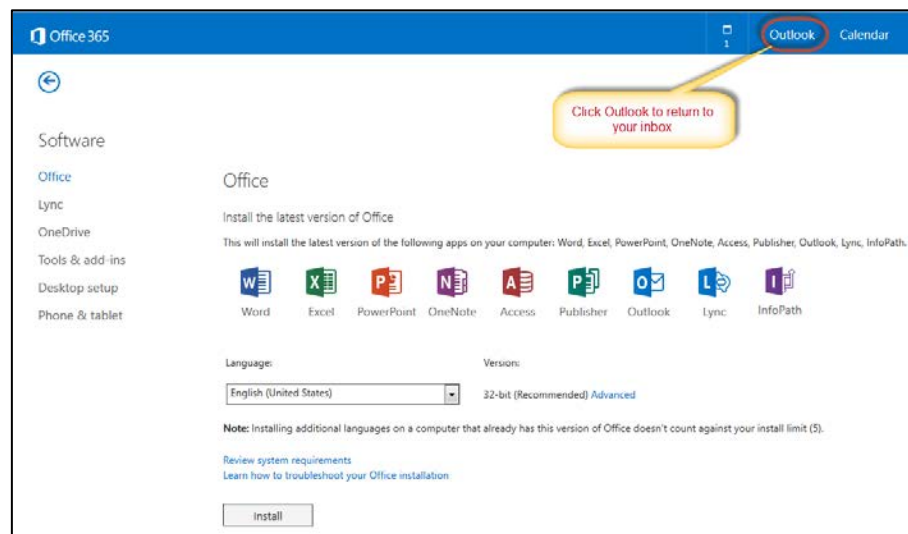 Office 365
1
Outlook
Calendar
Click Outlook to return to
your inbox
Software
Office
Lync
OneDrive
Tools & add-ins
Desktop setup
Phone & tablet
Office
Install the latest version of Office
This will install the latest version of the following apps on your computer: Word, Excel, PowerPoint, OneNote, Access, Publisher, Outlook, Lync, InfoPath.
Word Excel PowerPoint OneNote Access Publisher Outlook Lync InfoPath
Language: Version:
English (United States) 32-bit (Recommended) Advanced
Note: Installing additional languages on a computer that already has this version of Office doesn't count against your install limit (5).
Review system requirements
Learn how to troubleshoot your Office installation
Install